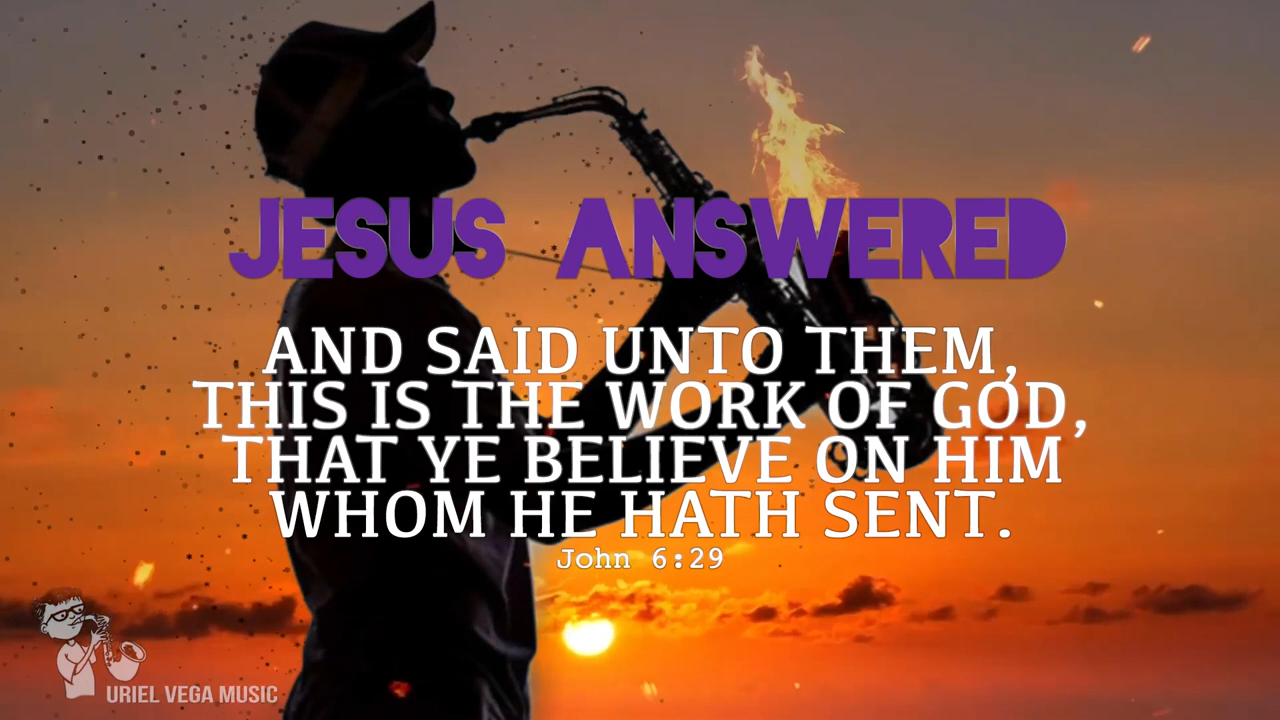 JESUS ANSWERED
AND SAID UNTO THEM,
THIS IS THE WORK OF GOD,
THAT YE BELIEVE ON HIM
WHOM HE HATH SENT.
John 6:29
URIEL VEGA MUSIC